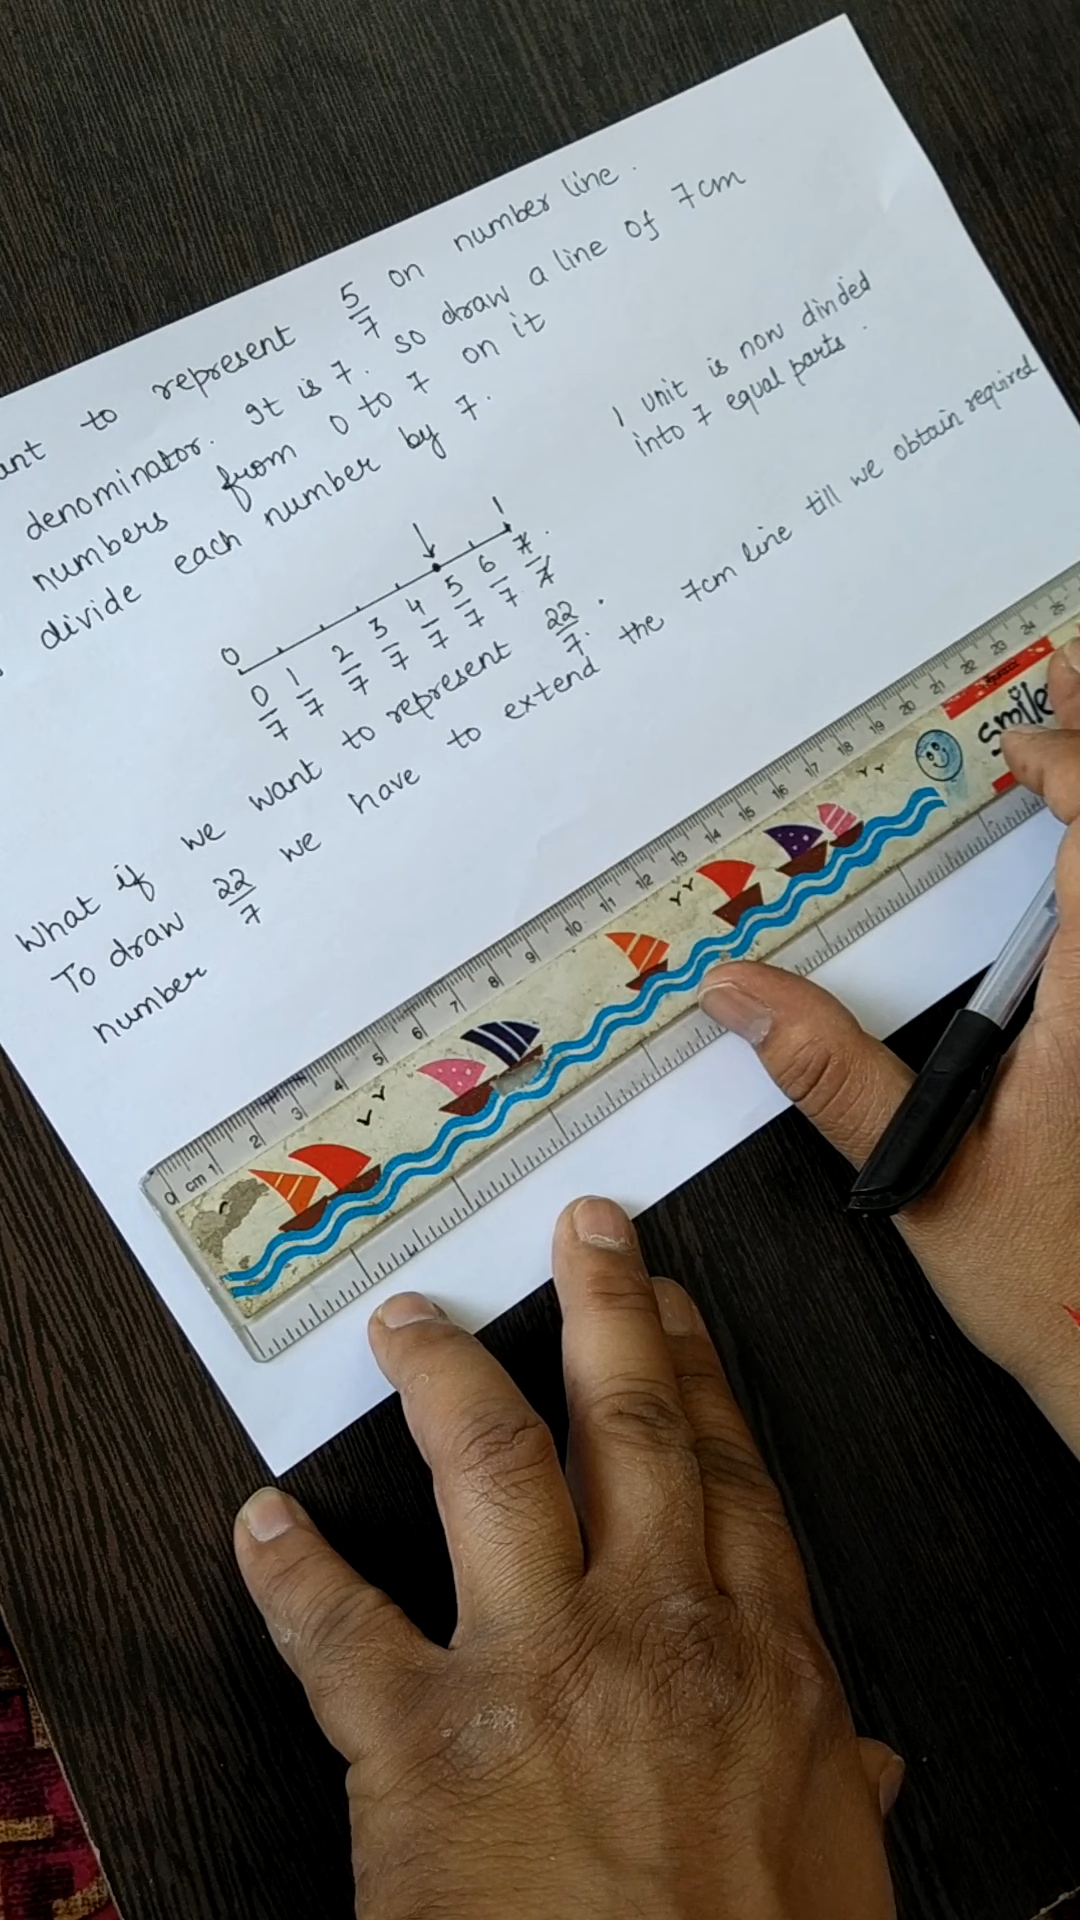 to represent 5/7 on number line.
denominator. It is 7. so draw a line of 7cm
numbers from 0 to 7 on it
divide each number by 7.
1 unit is now divided
into 7 equal parts.
0 1
0/7 1/7 2/7 3/7 4/7 5/7 6/7 7/7.
What if we want to represent 22/7.
To draw 22/7 we have to extend the 7cm line till we obtain required
number
0 cm 1 2 3 4 5 6 7 8 9 10 11 12 13 14 15 16 17 18 19 20 21 22 23 24 25
Smile